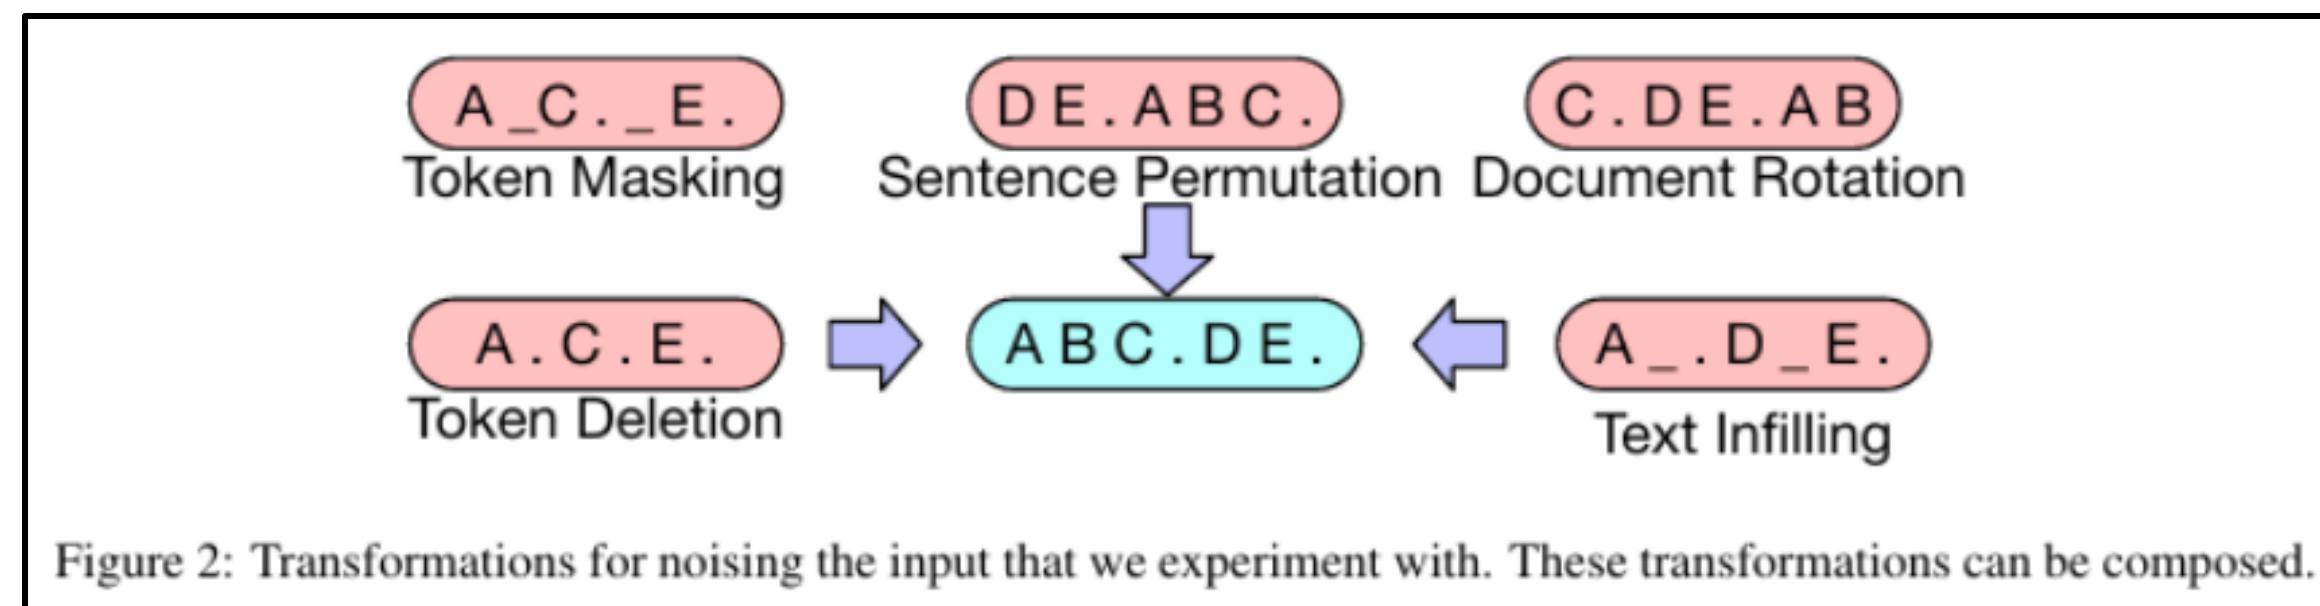 A _C . _ E .
D E . A B C .
C . D E . A B
Token Masking
Sentence Permutation
Document Rotation
A . C . E .
A B C . D E .
A _ . D _ E .
Token Deletion
Text Infilling
Figure 2: Transformations for noising the input that we experiment with. These transformations can be composed.